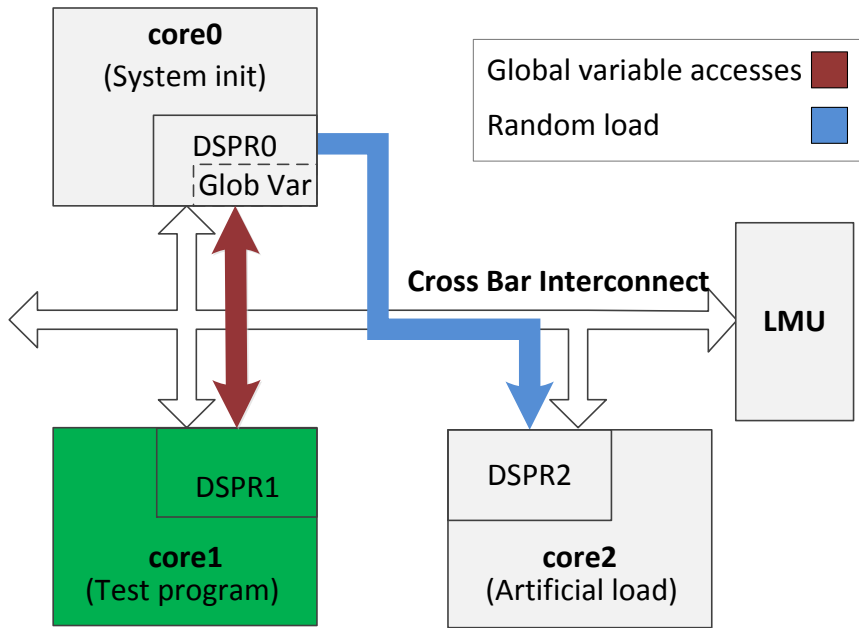 core0
(System init)
DSPR0
Glob Var
Global variable accesses
Random load
Cross Bar Interconnect
LMU
DSPR1
core1
(Test program)
DSPR2
core2
(Artificial load)